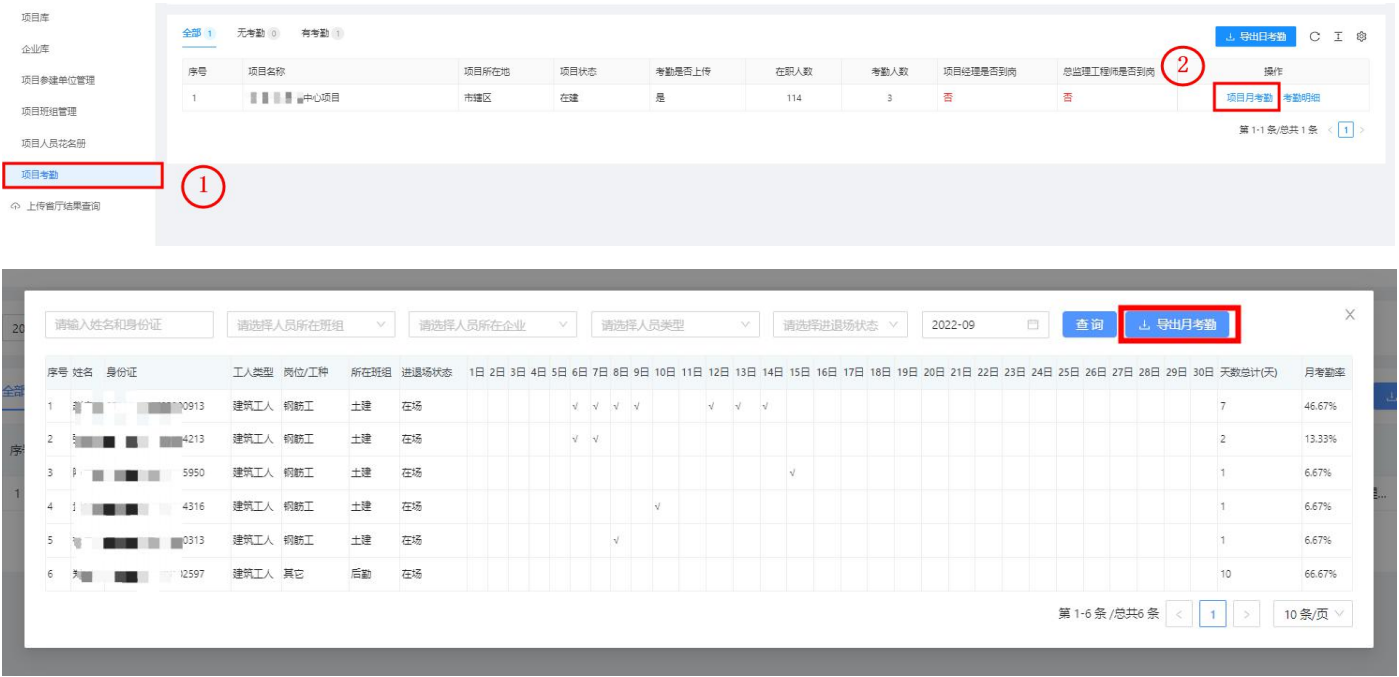 项目库
企业库
项目参建单位管理
项目班组管理
项目人员花名册
项目考勤
上传省厅结果查询
1
全部 1 无考勤 0 有考勤 1
导出日考勤
序号 项目名称 项目所在地 项目状态 考勤是否上传 在职人数 考勤人数 项目经理是否到岗 总监理工程师是否到岗 2 操作
1 中心项目 市辖区 在建 是 114 3 否 否 项目月考勤 考勤明细
第 1-1 条/总共 1 条 < 1 >
20
全部
序
1
请输入姓名和身份证 请选择人员所在班组 请选择人员所在企业 请选择人员类型 请选择进退场状态 2022-09 查 询 导出月考勤 X
序号 姓名 身份证 工人类型 岗位/工种 所在班组 进退场状态 1日 2日 3日 4日 5日 6日 7日 8日 9日 10日 11日 12日 13日 14日 15日 16日 17日 18日 19日 20日 21日 22日 23日 24日 25日 26日 27日 28日 29日 30日 天数总计(天) 月考勤率
1 0913 建筑工人 钢筋工 土建 在场 √ √ √ √ √ √ √ 7 46.67%
2 4213 建筑工人 钢筋工 土建 在场 √ √ 2 13.33%
3 5950 建筑工人 钢筋工 土建 在场 √ 1 6.67%
4 4316 建筑工人 钢筋工 土建 在场 √ 1 6.67%
5 0313 建筑工人 钢筋工 土建 在场 √ 1 6.67%
6 2597 建筑工人 其它 后勤 在场 10 66.67%
第 1-6 条 /总共6 条 < 1 > 10 条/页